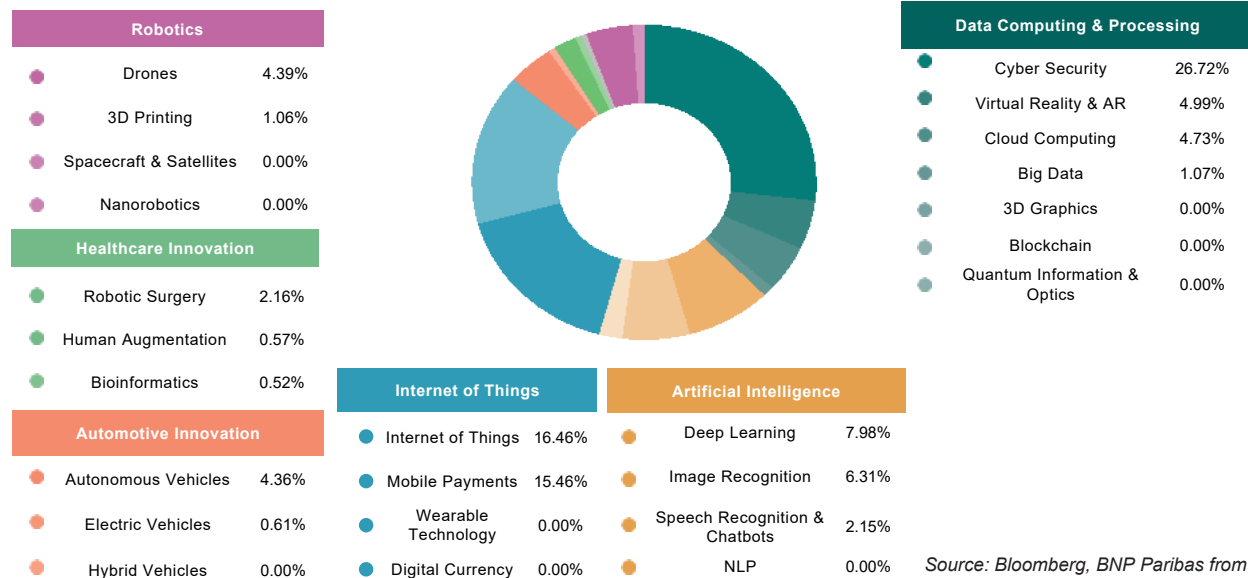 Robotics
Drones 4.39%
3D Printing 1.06%
Spacecraft & Satellites 0.00%
Nanorobotics 0.00%
Healthcare Innovation
Robotic Surgery 2.16%
Human Augmentation 0.57%
Bioinformatics 0.52%
Automotive Innovation
Autonomous Vehicles 4.36%
Electric Vehicles 0.61%
Hybrid Vehicles 0.00%
Internet of Things
Internet of Things 16.46%
Mobile Payments 15.46%
Wearable
Technology 0.00%
Digital Currency 0.00%
Artificial Intelligence
Deep Learning 7.98%
Image Recognition 6.31%
Speech Recognition &
Chatbots 2.15%
NLP 0.00%
Data Computing & Processing
Cyber Security 26.72%
Virtual Reality & AR 4.99%
Cloud Computing 4.73%
Big Data 1.07%
3D Graphics 0.00%
Blockchain 0.00%
Quantum Information &
Optics 0.00%
Source: Bloomberg, BNP Paribas from